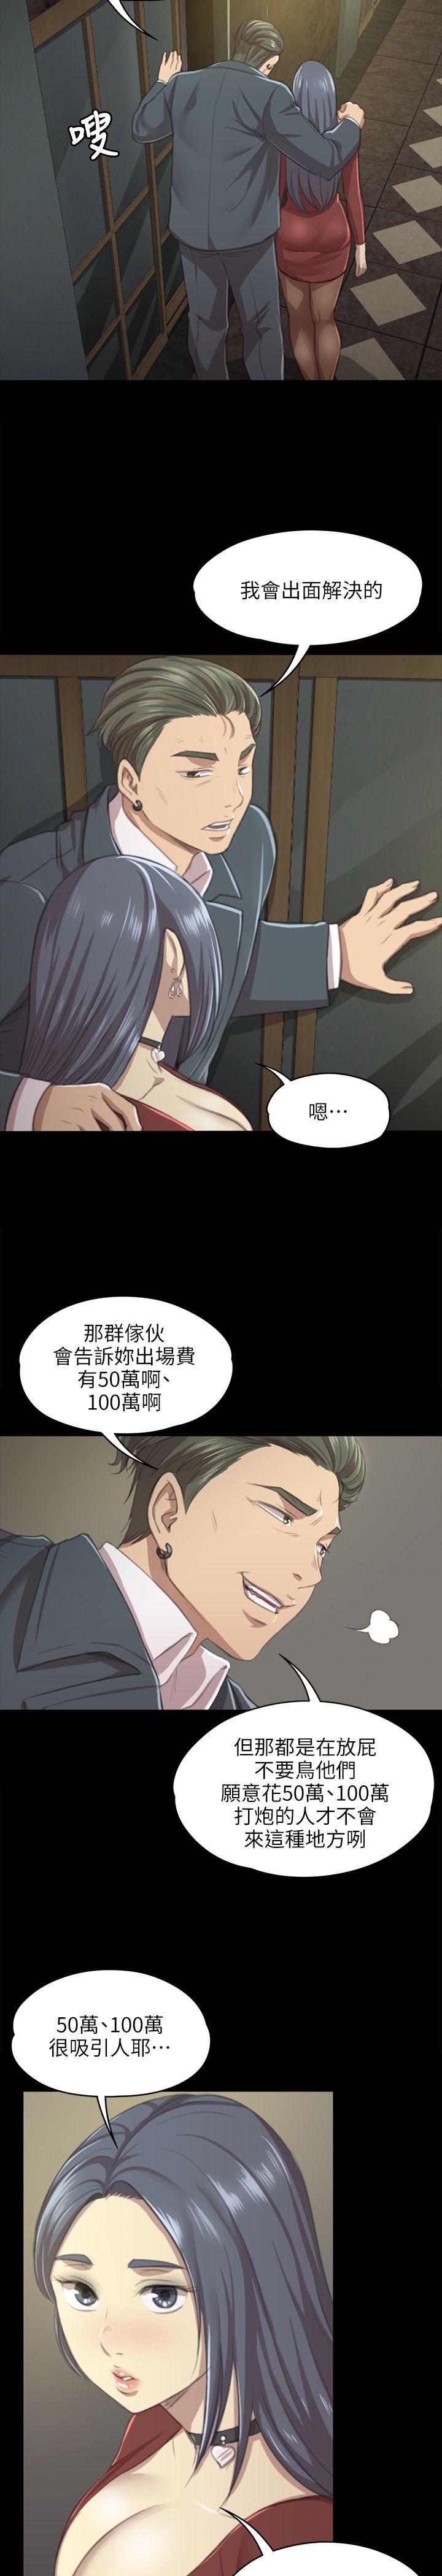 嗖
我會出面解決的
嗯…
那群傢伙
會告訴妳出場費
有50萬啊、
100萬啊
但那都是在放屁
不要鳥他們
願意花50萬、100萬
打炮的人才不會
來這種地方咧
50萬、100萬
很吸引人耶…